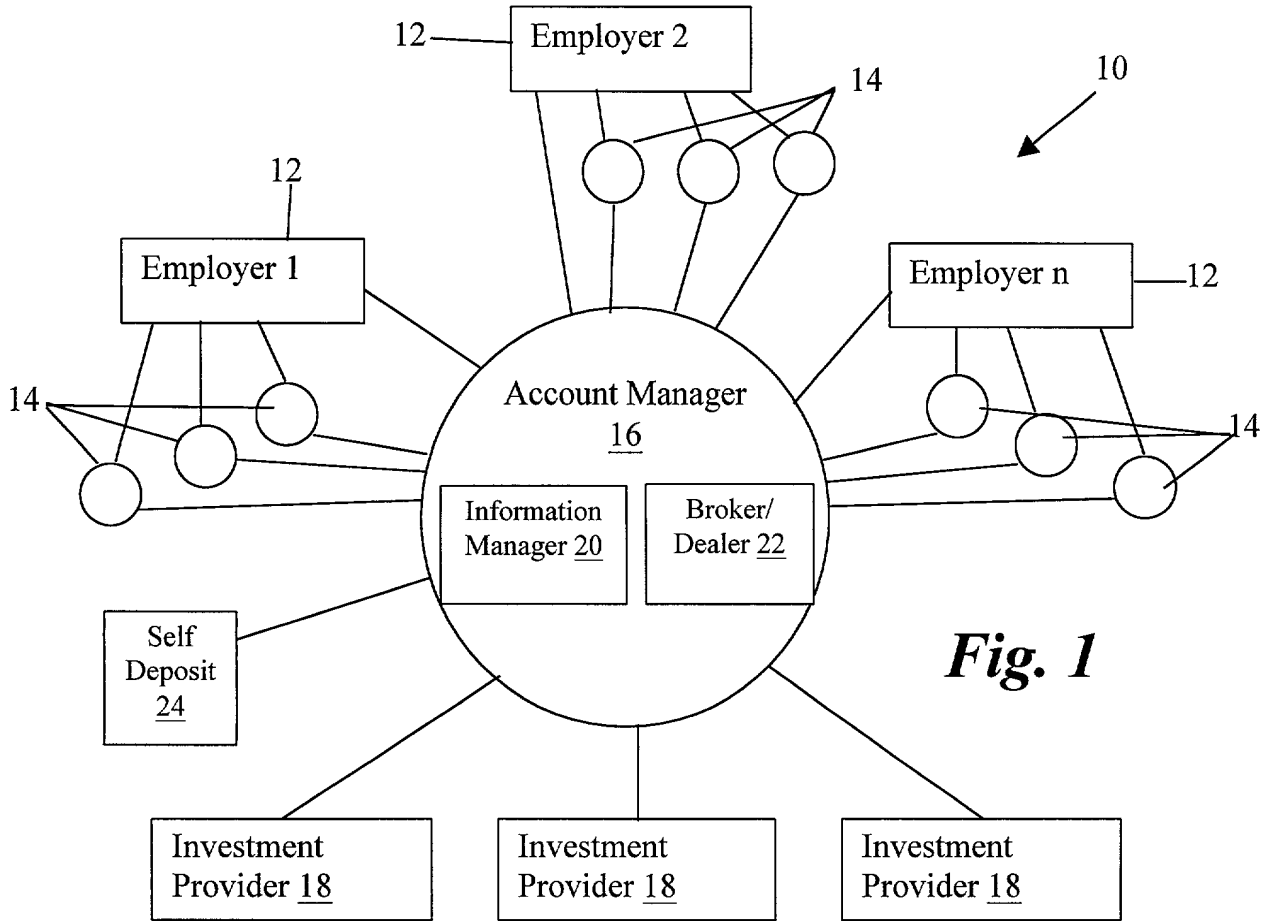 12
Employer 2
14
10
12
Employer 1
Employer n
12
14
Account Manager
16
14
Information
Manager 20
Broker/
Dealer 22
Self
Deposit
24
Fig. 1
Investment
Provider 18
Investment
Provider 18
Investment
Provider 18